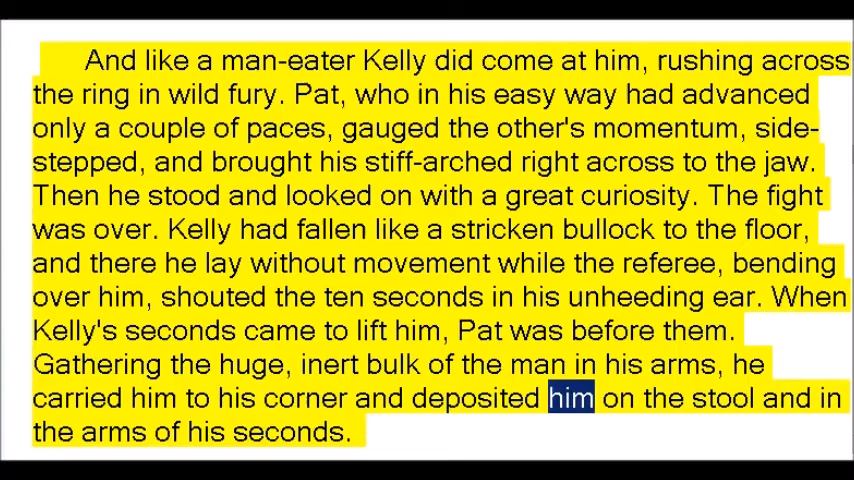 And like a man-eater Kelly did come at him, rushing across
the ring in wild fury. Pat, who in his easy way had advanced
only a couple of paces, gauged the other's momentum, side-
stepped, and brought his stiff-arched right across to the jaw.
Then he stood and looked on with a great curiosity. The fight
was over. Kelly had fallen like a stricken bullock to the floor,
and there he lay without movement while the referee, bending
over him, shouted the ten seconds in his unheeding ear. When
Kelly's seconds came to lift him, Pat was before them.
Gathering the huge, inert bulk of the man in his arms, he
carried him to his corner and deposited him on the stool and in
the arms of his seconds.